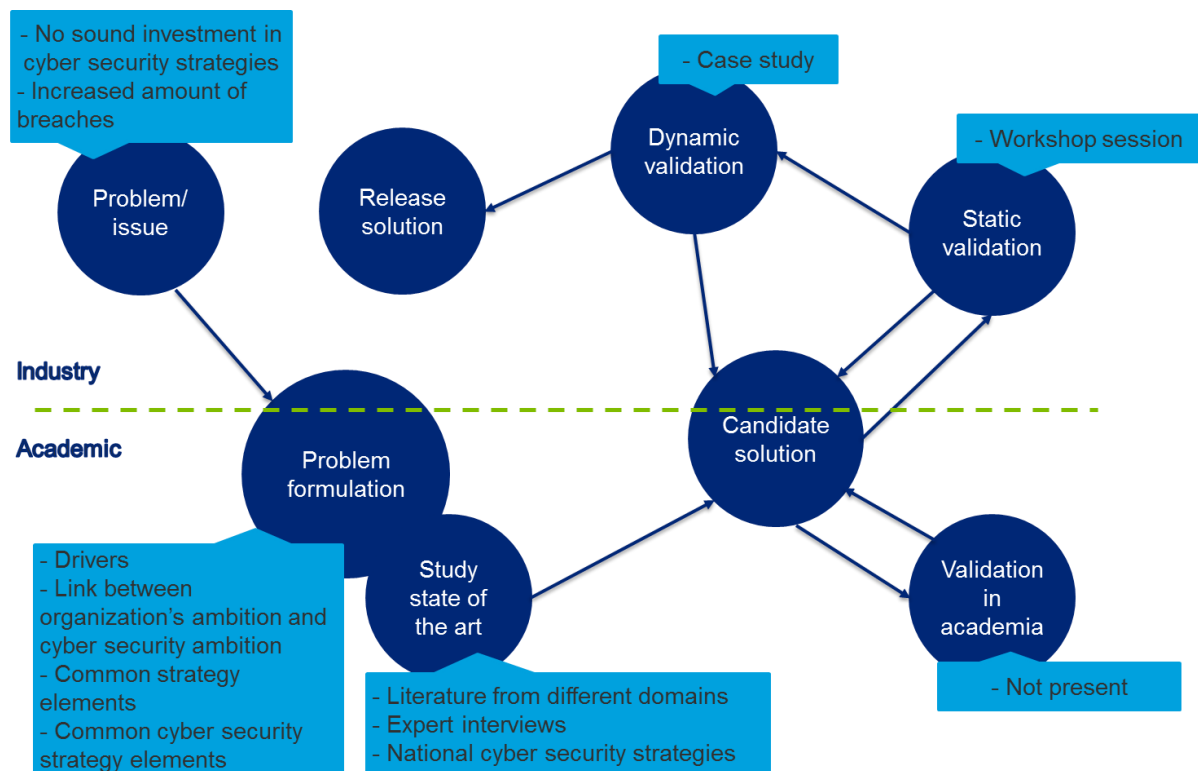 - No sound investment in
cyber security strategies
- Increased amount of
breaches
Problem/
issue
Release
solution
- Case study
Dynamic
validation
- Workshop session
Static
validation
Industry
Academic
Problem
formulation
- Drivers
- Link between
organization's ambition and
cyber security ambition
- Common strategy
elements
- Common cyber security
strategy elements
Study
state of
the art
- Literature from different domains
- Expert interviews
- National cyber security strategies
Candidate
solution
Validation
in
academia
- Not present